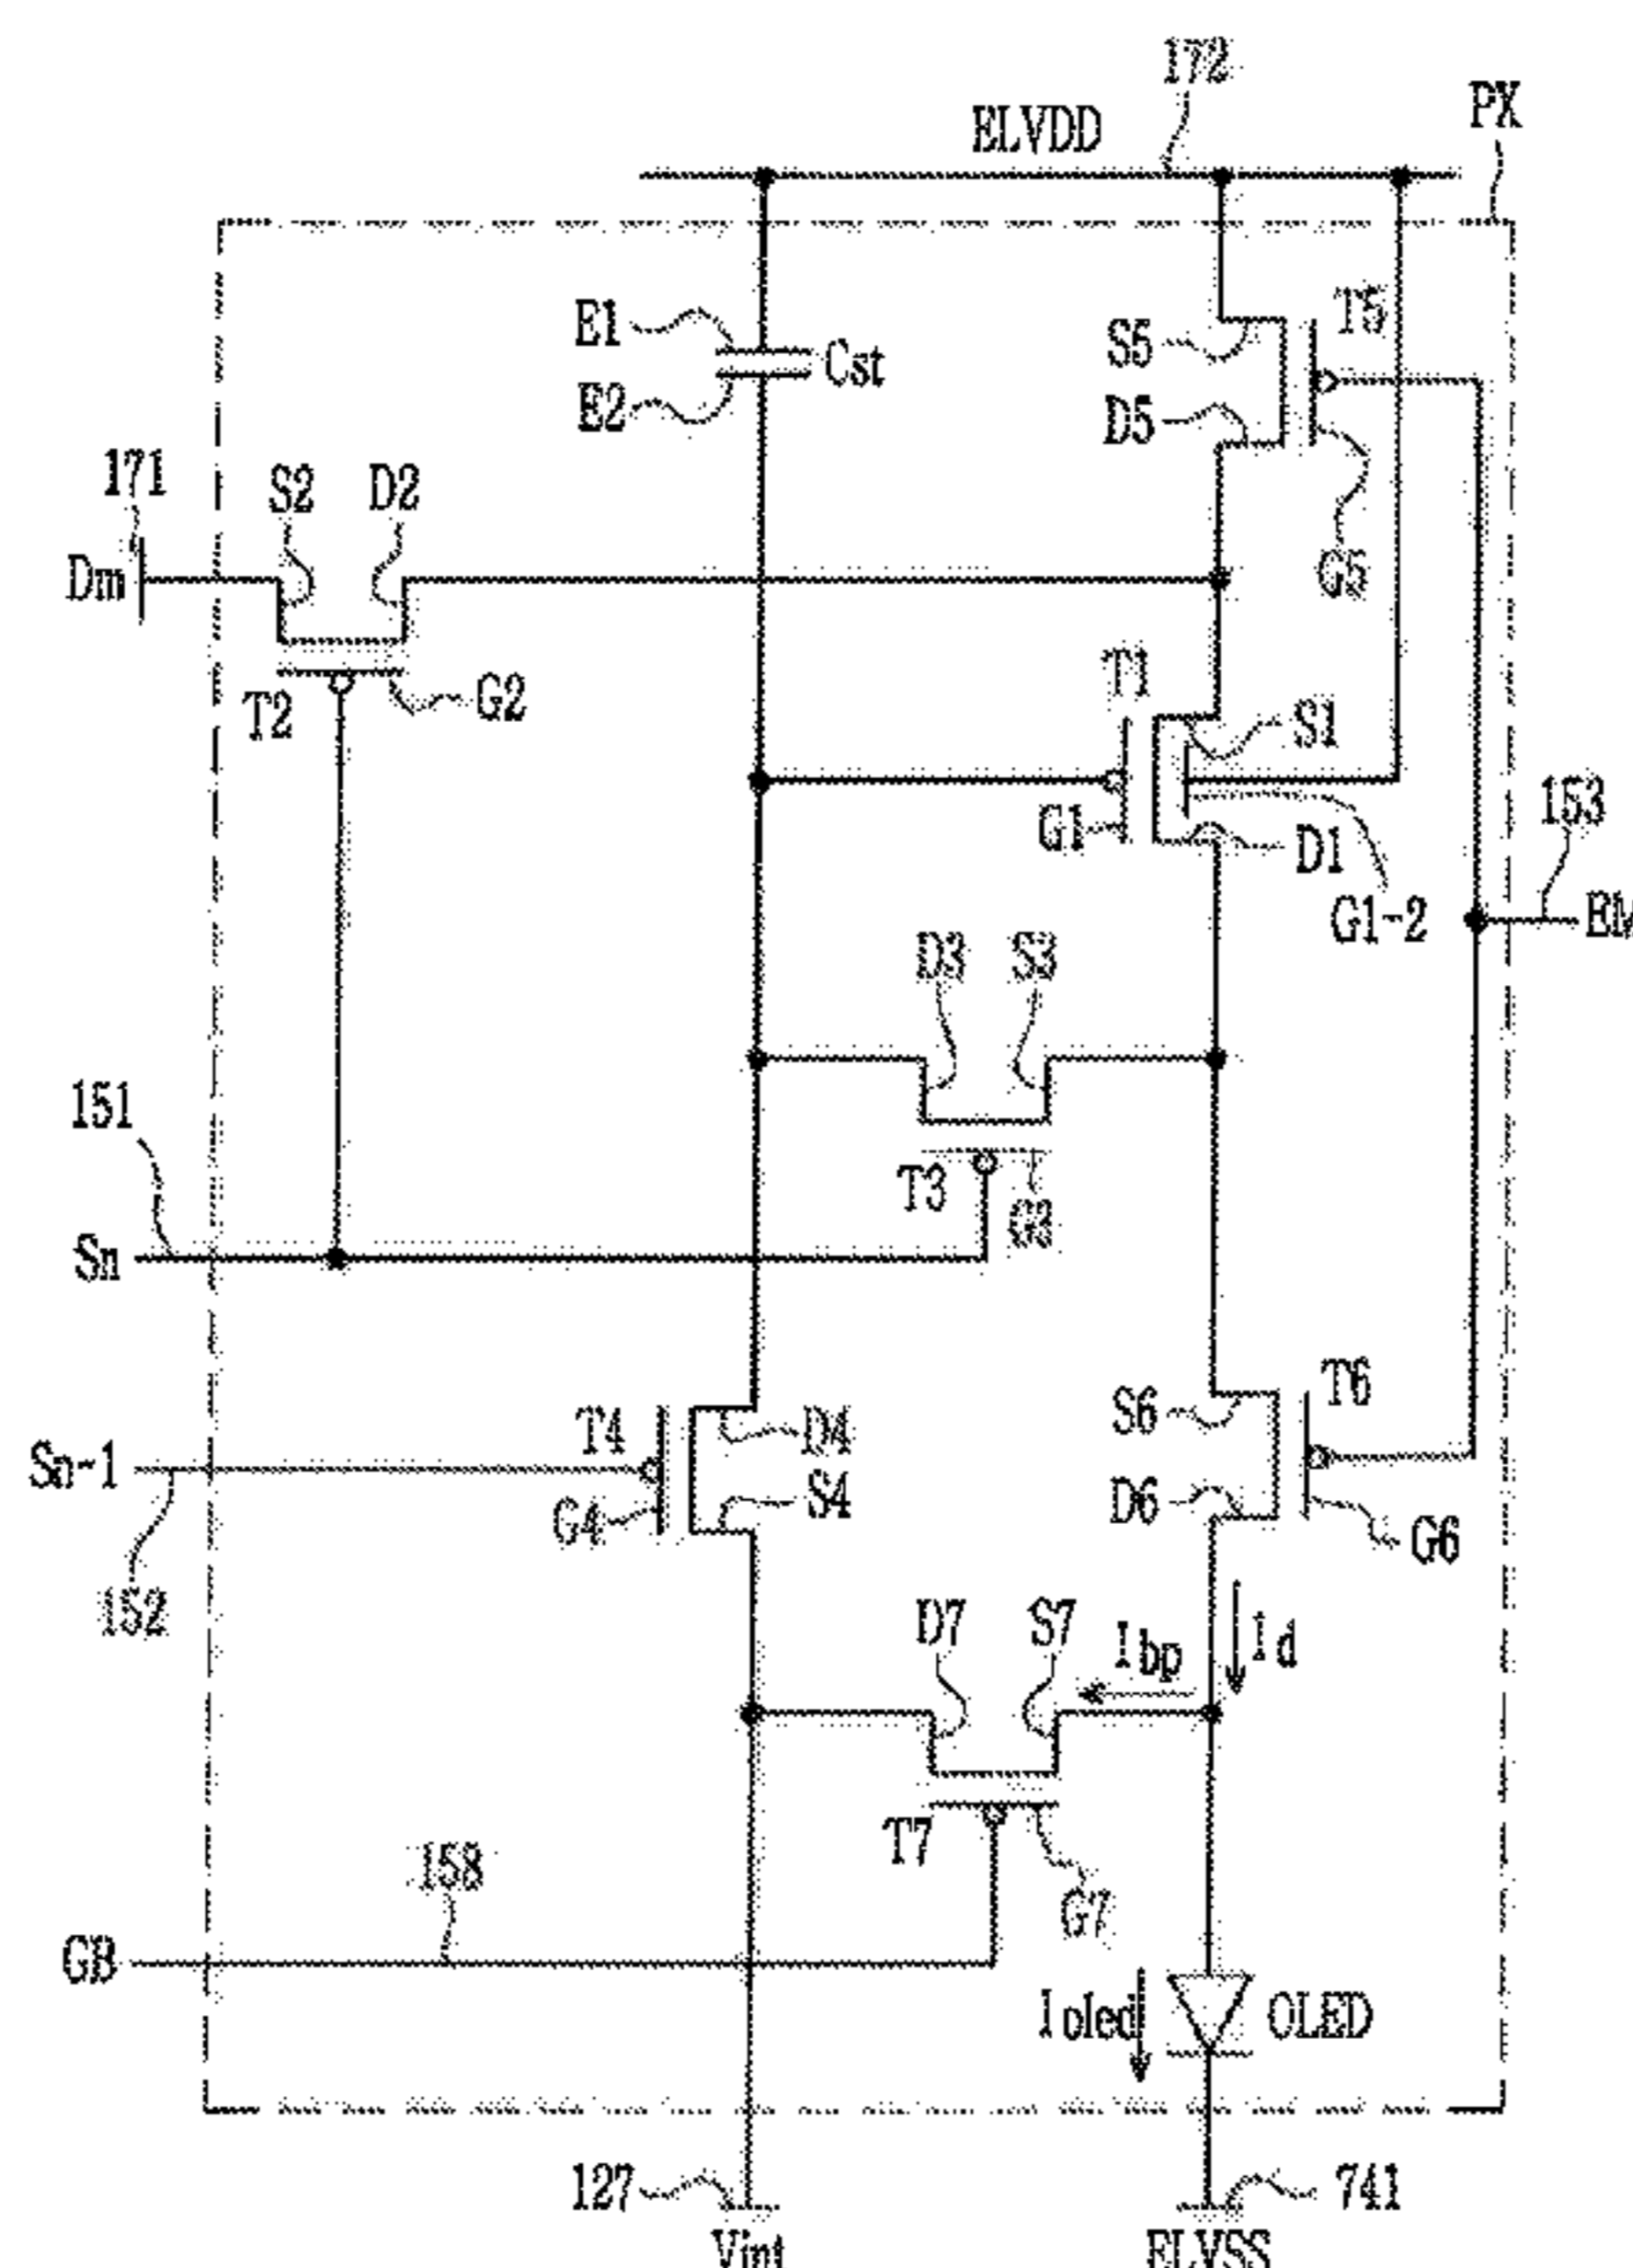 172
ELVDD
PX
E1
Cst
E2
S5
T5
D5
G5
171
S2
D2
Dm
T2
G2
T1
S1
G1
D1
G1-2
153
EM
D3
S3
151
T3
G3
Sn
T4
D4
S6
T6
Sn-1
G4
S4
D6
G6
152
D7
S7
Ibp
Id
T7
G7
158
GB
Ioled
OLED
127
741
Vint
ELVSS